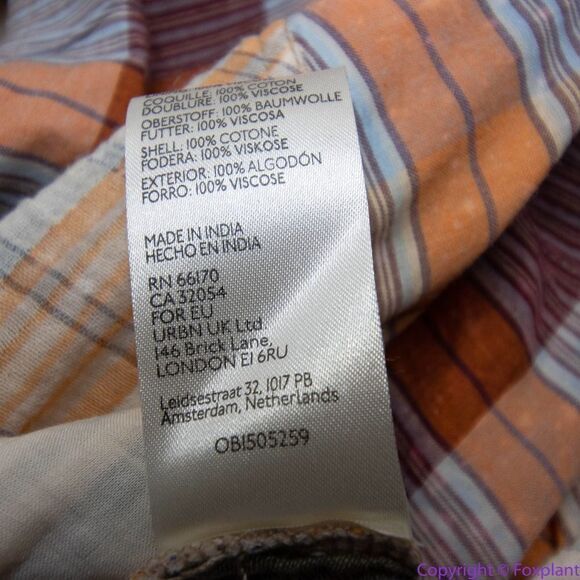 COQUILLE: 100% COTON
DOUBLURE: 100% VISCOSE
OBERSTOFF: 100% BAUMWOLLE
FUTTER: 100% VISCOSA
SHELL: 100% COTONE
FODERA: 100% VISKOSE
EXTERIOR: 100% ALGODÓN
FORRO: 100% VISCOSE
MADE IN INDIA
HECHO EN INDIA
RN 66170
CA 32054
FOR EU
URBN UK Ltd.
146 Brick Lane,
LONDON E1 6RU
Leidsestraat 32, 1017 PB
Amsterdam, Netherlands
OB1505259
Copyright © Foxplant